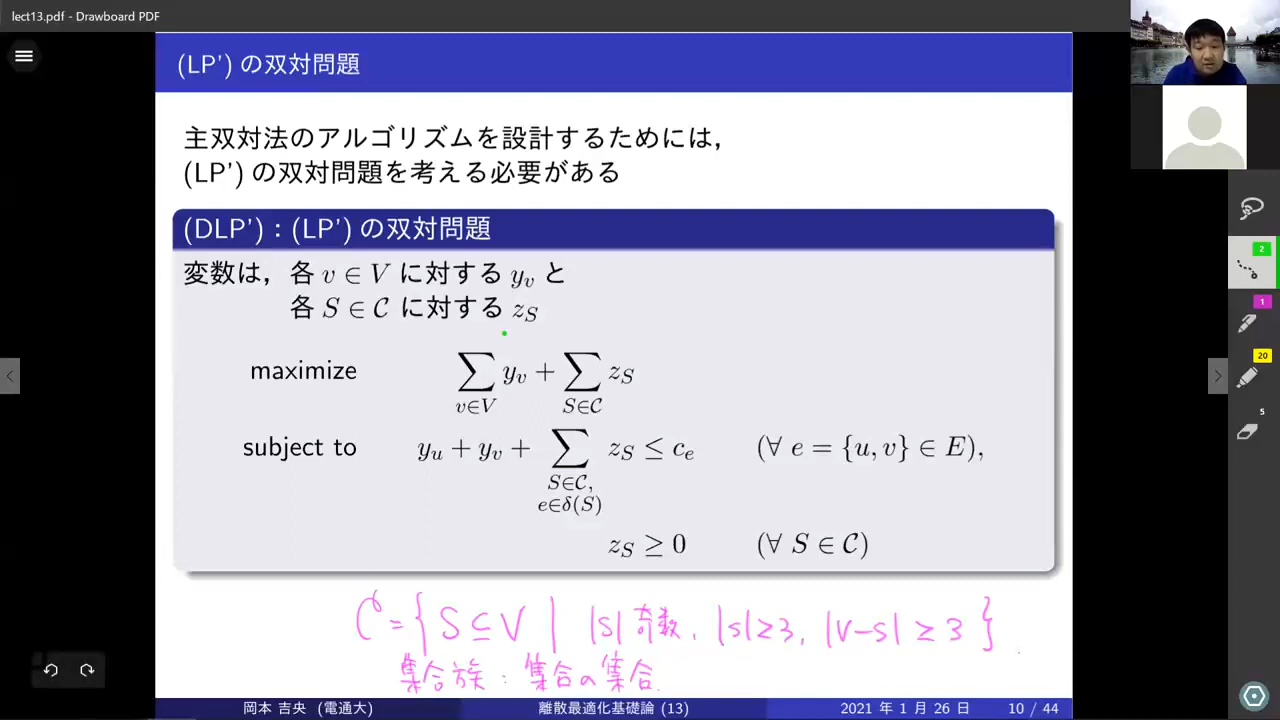 lect13.pdf - Drawboard PDF
(LP') の双対問題
主双対法のアルゴリズムを設計するためには,
(LP') の双対問題を考える必要がある
(DLP') : (LP') の双対問題
変数は, 各 v ∈ V に対する y_v と
各 S ∈ 𝒞 に対する z_S
maximize ∑_{v∈V} y_v + ∑_{S∈𝒞} z_S
subject to y_u + y_v + ∑_{S∈𝒞, e∈δ(S)} z_S ≤ c_e (∀ e = {u, v} ∈ E),
z_S ≥ 0 (∀ S ∈ 𝒞)
𝒞 = { S ⊆ V | |S| 奇数, |S| ≥ 3, |V−S| ≥ 3 }
集合族 : 集合の集合.
岡本 吉央 (電通大) 離散最適化基礎論 (13) 2021 年 1 月 26 日 10 / 44
2
1
20
5